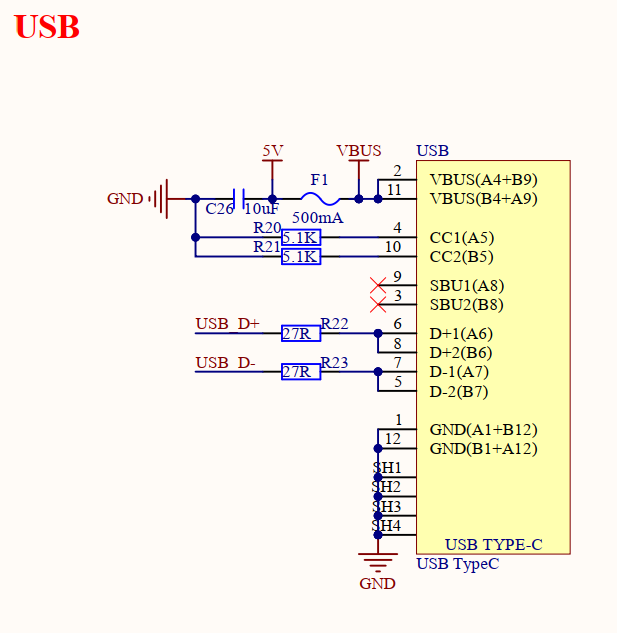 USB
5V
VBUS
USB
F1
2
VBUS(A4+B9)
GND
11
VBUS(B4+A9)
C26
10uF
500mA
R20
5.1K
4
CC1(A5)
R21
5.1K
10
CC2(B5)
9
SBU1(A8)
3
SBU2(B8)
USB_D+
27R
R22
6
D+1(A6)
8
D+2(B6)
USB_D-
27R
R23
7
D-1(A7)
5
D-2(B7)
1
GND(A1+B12)
12
GND(B1+A12)
SH1
SH2
SH3
SH4
USB TYPE-C
USB TypeC
GND